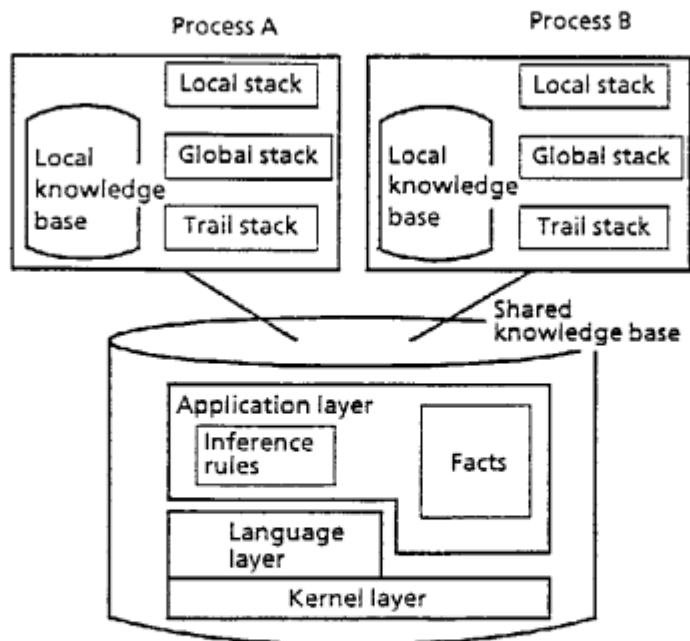 Process A
Process B
Local stack
Local
knowledge
base
Global stack
Trail stack
Local stack
Local
knowledge
base
Global stack
Trail stack
Shared
knowledge base
Application layer
Inference
rules
Facts
Language
layer
Kernel layer